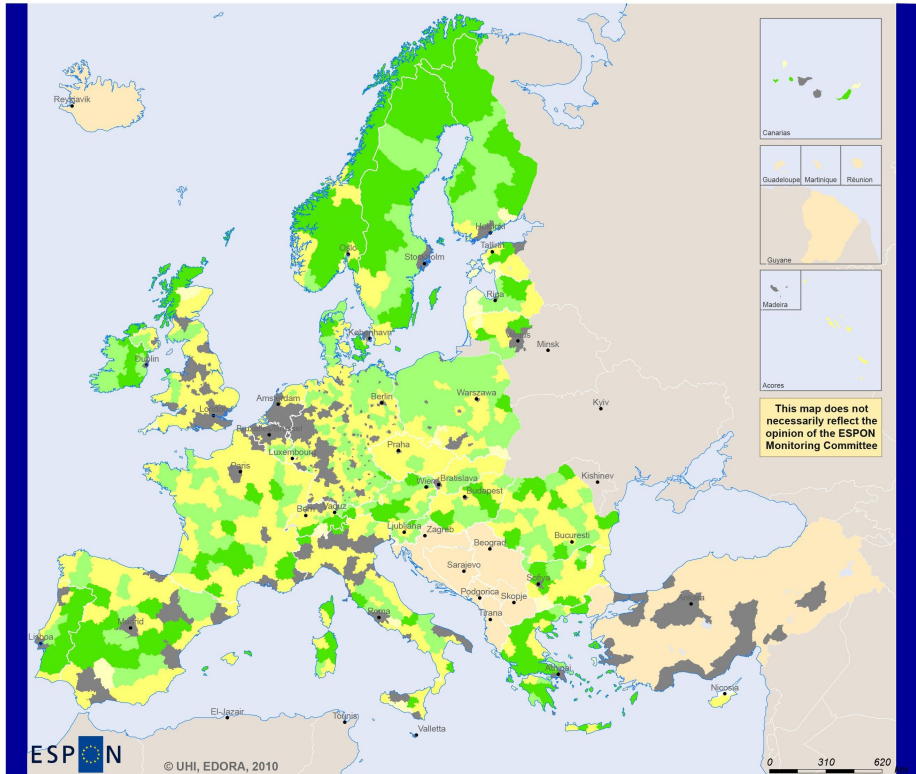 Reykjavik
Canarias
Guadeloupe
Martinique
Réunion
Guyane
Madeira
Acores
This map does not
necessarily reflect the
opinion of the ESPON
Monitoring Committee
Oslo
Helsinki
Stockholm
Tallinn
Riga
København
Minsk
Dublin
London
Amsterdam
Berlin
Warszawa
Kyiv
Luxembourg
Praha
Paris
Wien
Bratislava
Budapest
Kishinev
Bern
Vaduz
Ljubljana
Zagreb
Beograd
Bucuresti
Sarajevo
Sofiya
Podgorica
Skopje
Tirana
Roma
Madrid
Lisboa
Ankara
Athinai
Nicosia
El-Jazair
Tounis
Valletta
ESPON
© UHI, EDORA, 2010
0 310 620